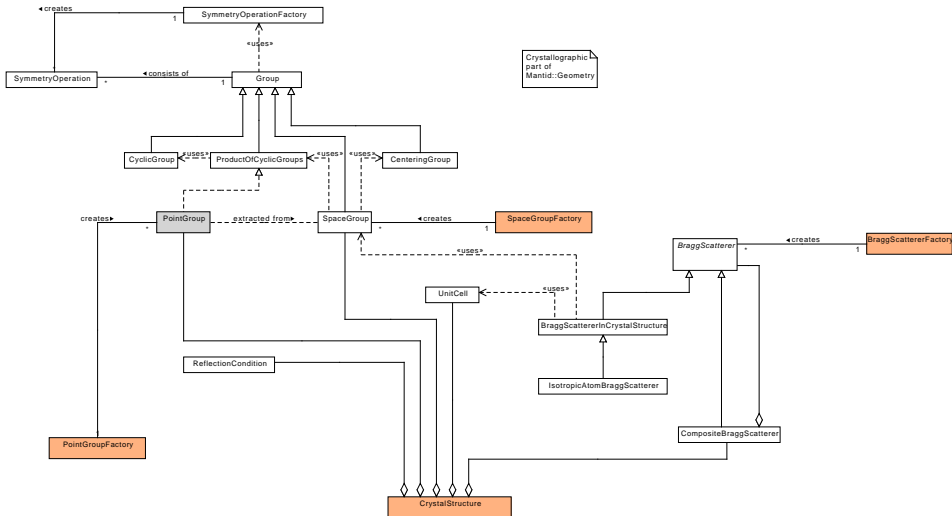 ◄creates
1
SymmetryOperationFactory
«uses»
*
SymmetryOperation
*
◄consists of
1
Group
Crystallographic
part of
Mantid::Geometry
CyclicGroup
«uses»
ProductOfCyclicGroups
«uses»
«uses»
CenteringGroup
creates►
*
PointGroup
extracted from►
SpaceGroup
*
◄creates
1
SpaceGroupFactory
BraggScatterer
*
◄creates
1
BraggScattererFactory
«uses»
UnitCell
«uses»
BraggScattererInCrystalStructure
ReflectionCondition
IsotropicAtomBraggScatterer
1
PointGroupFactory
CompositeBraggScatterer
CrystalStructure